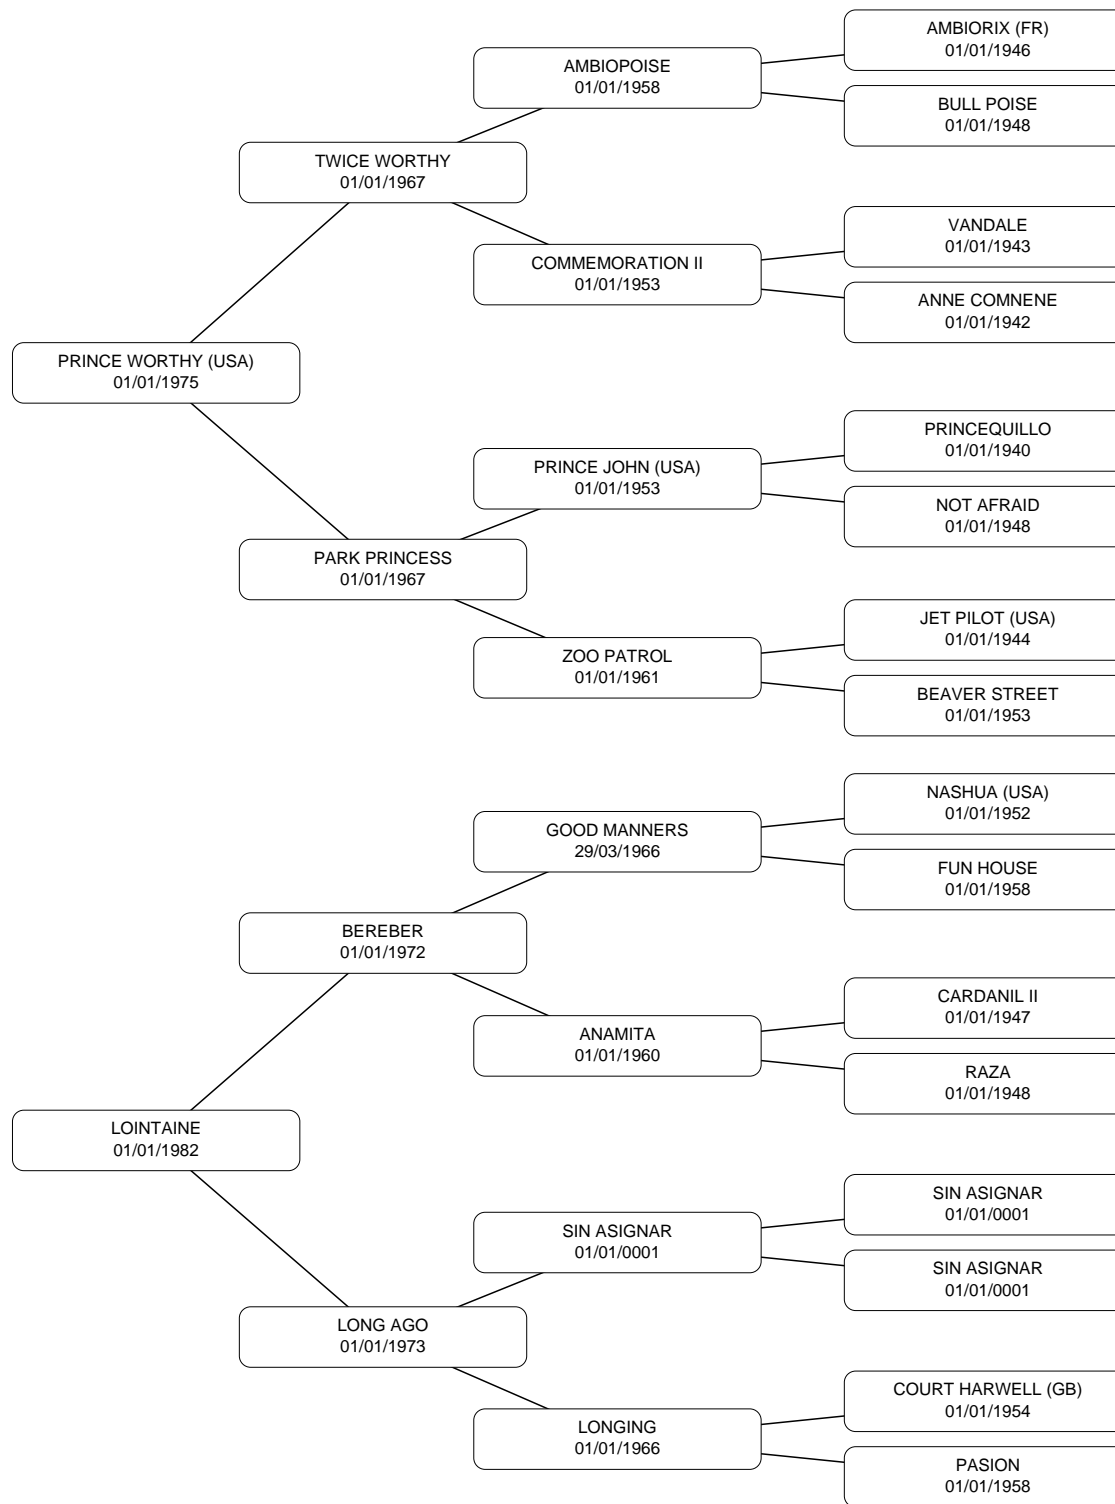 AMBIORIX (FR)
01/01/1946
AMBIOPOISE
01/01/1958
BULL POISE
01/01/1948
TWICE WORTHY
01/01/1967
VANDALE
01/01/1943
COMMEMORATION II
01/01/1953
ANNE COMNENE
01/01/1942
PRINCE WORTHY (USA)
01/01/1975
PRINCEQUILLO
01/01/1940
PRINCE JOHN (USA)
01/01/1953
NOT AFRAID
01/01/1948
PARK PRINCESS
01/01/1967
JET PILOT (USA)
01/01/1944
ZOO PATROL
01/01/1961
BEAVER STREET
01/01/1953
NASHUA (USA)
01/01/1952
GOOD MANNERS
29/03/1966
FUN HOUSE
01/01/1958
BEREBER
01/01/1972
CARDANIL II
01/01/1947
ANAMITA
01/01/1960
RAZA
01/01/1948
LOINTAINE
01/01/1982
SIN ASIGNAR
01/01/0001
SIN ASIGNAR
01/01/0001
SIN ASIGNAR
01/01/0001
LONG AGO
01/01/1973
COURT HARWELL (GB)
01/01/1954
LONGING
01/01/1966
PASION
01/01/1958